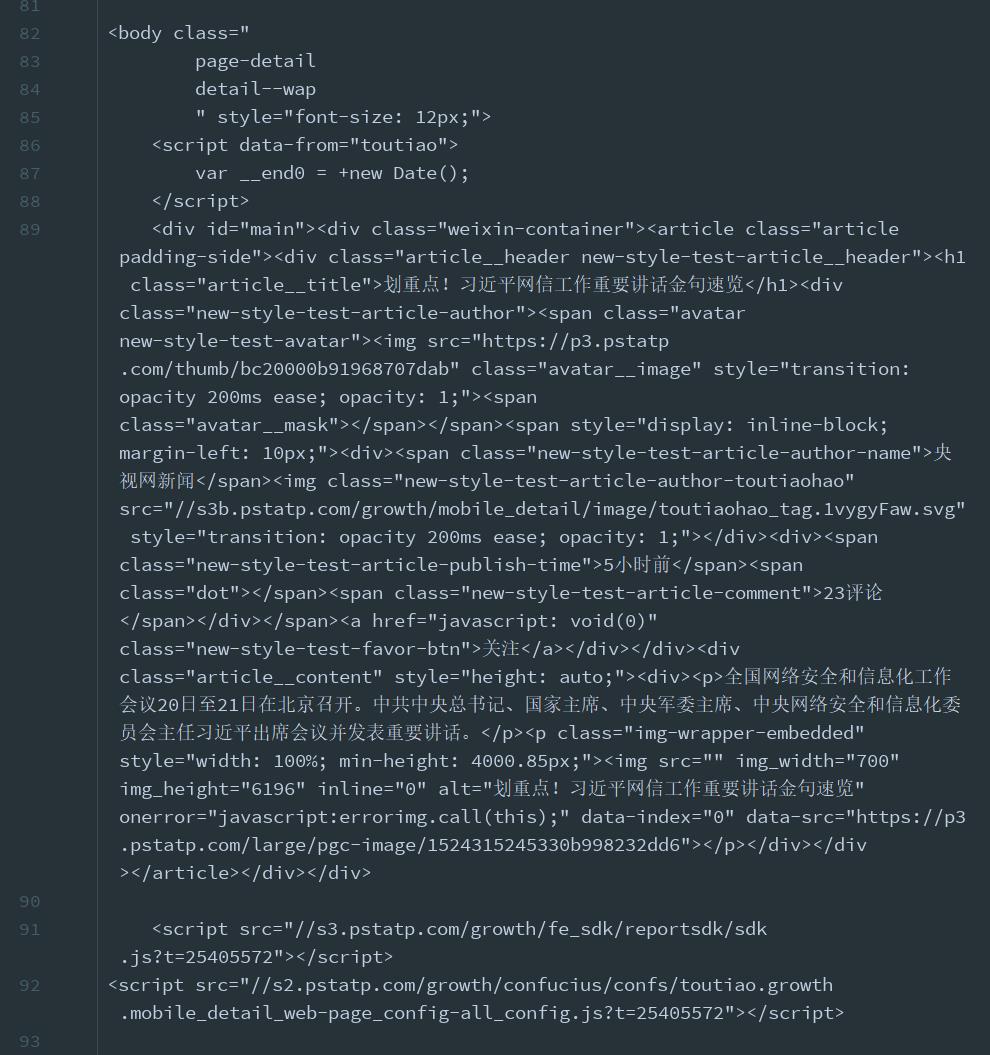 81
82 <body class="
83 page-detail
84 detail--wap
85 " style="font-size: 12px;">
86 <script data-from="toutiao">
87 var __end0 = +new Date();
88 </script>
89 <div id="main"><div class="weixin-container"><article class="article
padding-side"><div class="article__header new-style-test-article__header"><h1
class="article__title">划重点！习近平网信工作重要讲话金句速览</h1><div
class="new-style-test-article-author"><span class="avatar
new-style-test-avatar"><img src="https://p3.pstatp
.com/thumb/bc20000b91968707dab" class="avatar__image" style="transition:
opacity 200ms ease; opacity: 1;"><span
class="avatar__mask"></span></span><span style="display: inline-block;
margin-left: 10px;"><div><span class="new-style-test-article-author-name">央
视网新闻</span><img class="new-style-test-article-author-toutiaohao"
src="//s3b.pstatp.com/growth/mobile_detail/image/toutiaohao_tag.1vygyFaw.svg"
style="transition: opacity 200ms ease; opacity: 1;"></div><div><span
class="new-style-test-article-publish-time">5小时前</span><span
class="dot"></span><span class="new-style-test-article-comment">23评论
</span></div></span><a href="javascript: void(0)"
class="new-style-test-favor-btn">关注</a></div></div><div
class="article__content" style="height: auto;"><div><p>全国网络安全和信息化工作
会议20日至21日在北京召开。中共中央总书记、国家主席、中央军委主席、中央网络安全和信息化委
员会主任习近平出席会议并发表重要讲话。</p><p class="img-wrapper-embedded"
style="width: 100%; min-height: 4000.85px;"><img src="" img_width="700"
img_height="6196" inline="0" alt="划重点！习近平网信工作重要讲话金句速览"
onerror="javascript:errorimg.call(this);" data-index="0" data-src="https://p3
.pstatp.com/large/pgc-image/1524315245330b998232dd6"></p></div></div
></article></div></div>
90
91 <script src="//s3.pstatp.com/growth/fe_sdk/reportsdk/sdk
.js?t=25405572"></script>
92 <script src="//s2.pstatp.com/growth/confucius/confs/toutiao.growth
.mobile_detail_web-page_config-all_config.js?t=25405572"></script>
93